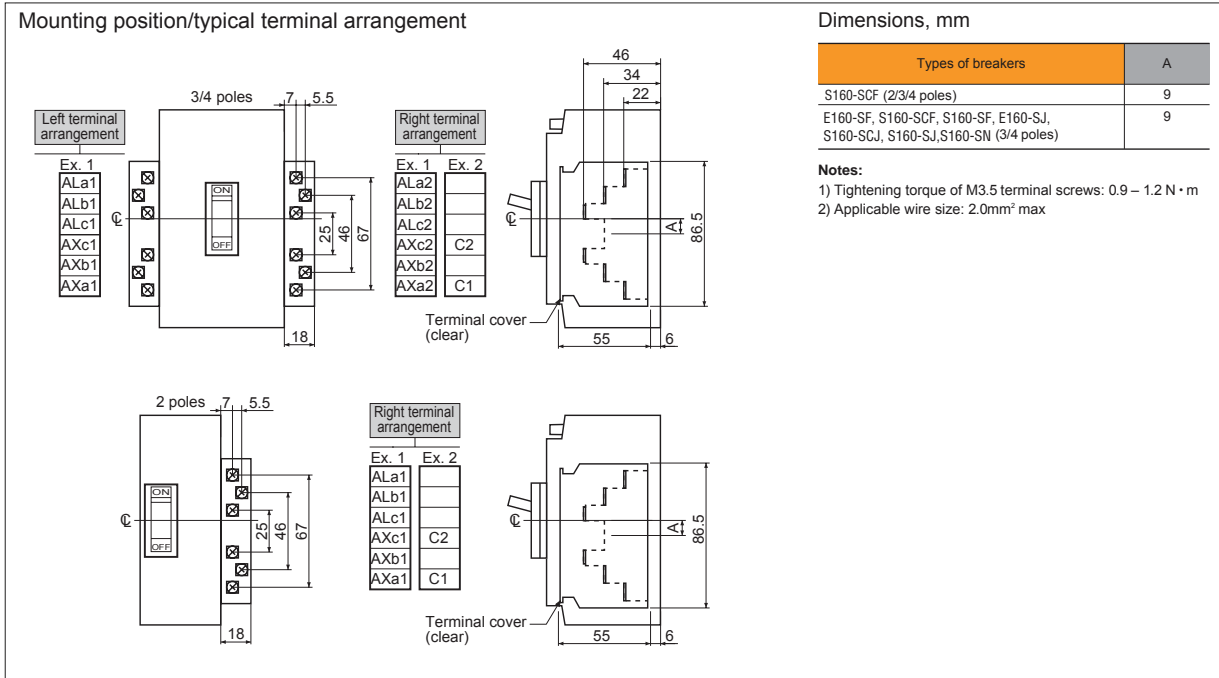 Mounting position/typical terminal arrangement
3/4 poles
7
5.5
Left terminal
arrangement
Ex. 1
ALa1
ALb1
ALc1
AXc1
AXb1
AXa1
℄
ON
OFF
25
46
67
18
Right terminal
arrangement
Ex. 1 Ex. 2
ALa2
ALb2
ALc2
AXc2 C2
AXb2
AXa2 C1
46
34
22
℄
A
86.5
Terminal cover
(clear)
55
6
2 poles
7
5.5
℄
ON
OFF
25
46
67
18
Right terminal
arrangement
Ex. 1 Ex. 2
ALa1
ALb1
ALc1
AXc1 C2
AXb1
AXa1 C1
℄
A
86.5
Terminal cover
(clear)
55
6
Dimensions, mm
Types of breakers A
S160-SCF (2/3/4 poles) 9
E160-SF, S160-SCF, S160-SF, E160-SJ, 9
S160-SCJ, S160-SJ,S160-SN (3/4 poles)
Notes:
1) Tightening torque of M3.5 terminal screws: 0.9 – 1.2 N • m
2) Applicable wire size: 2.0mm² max